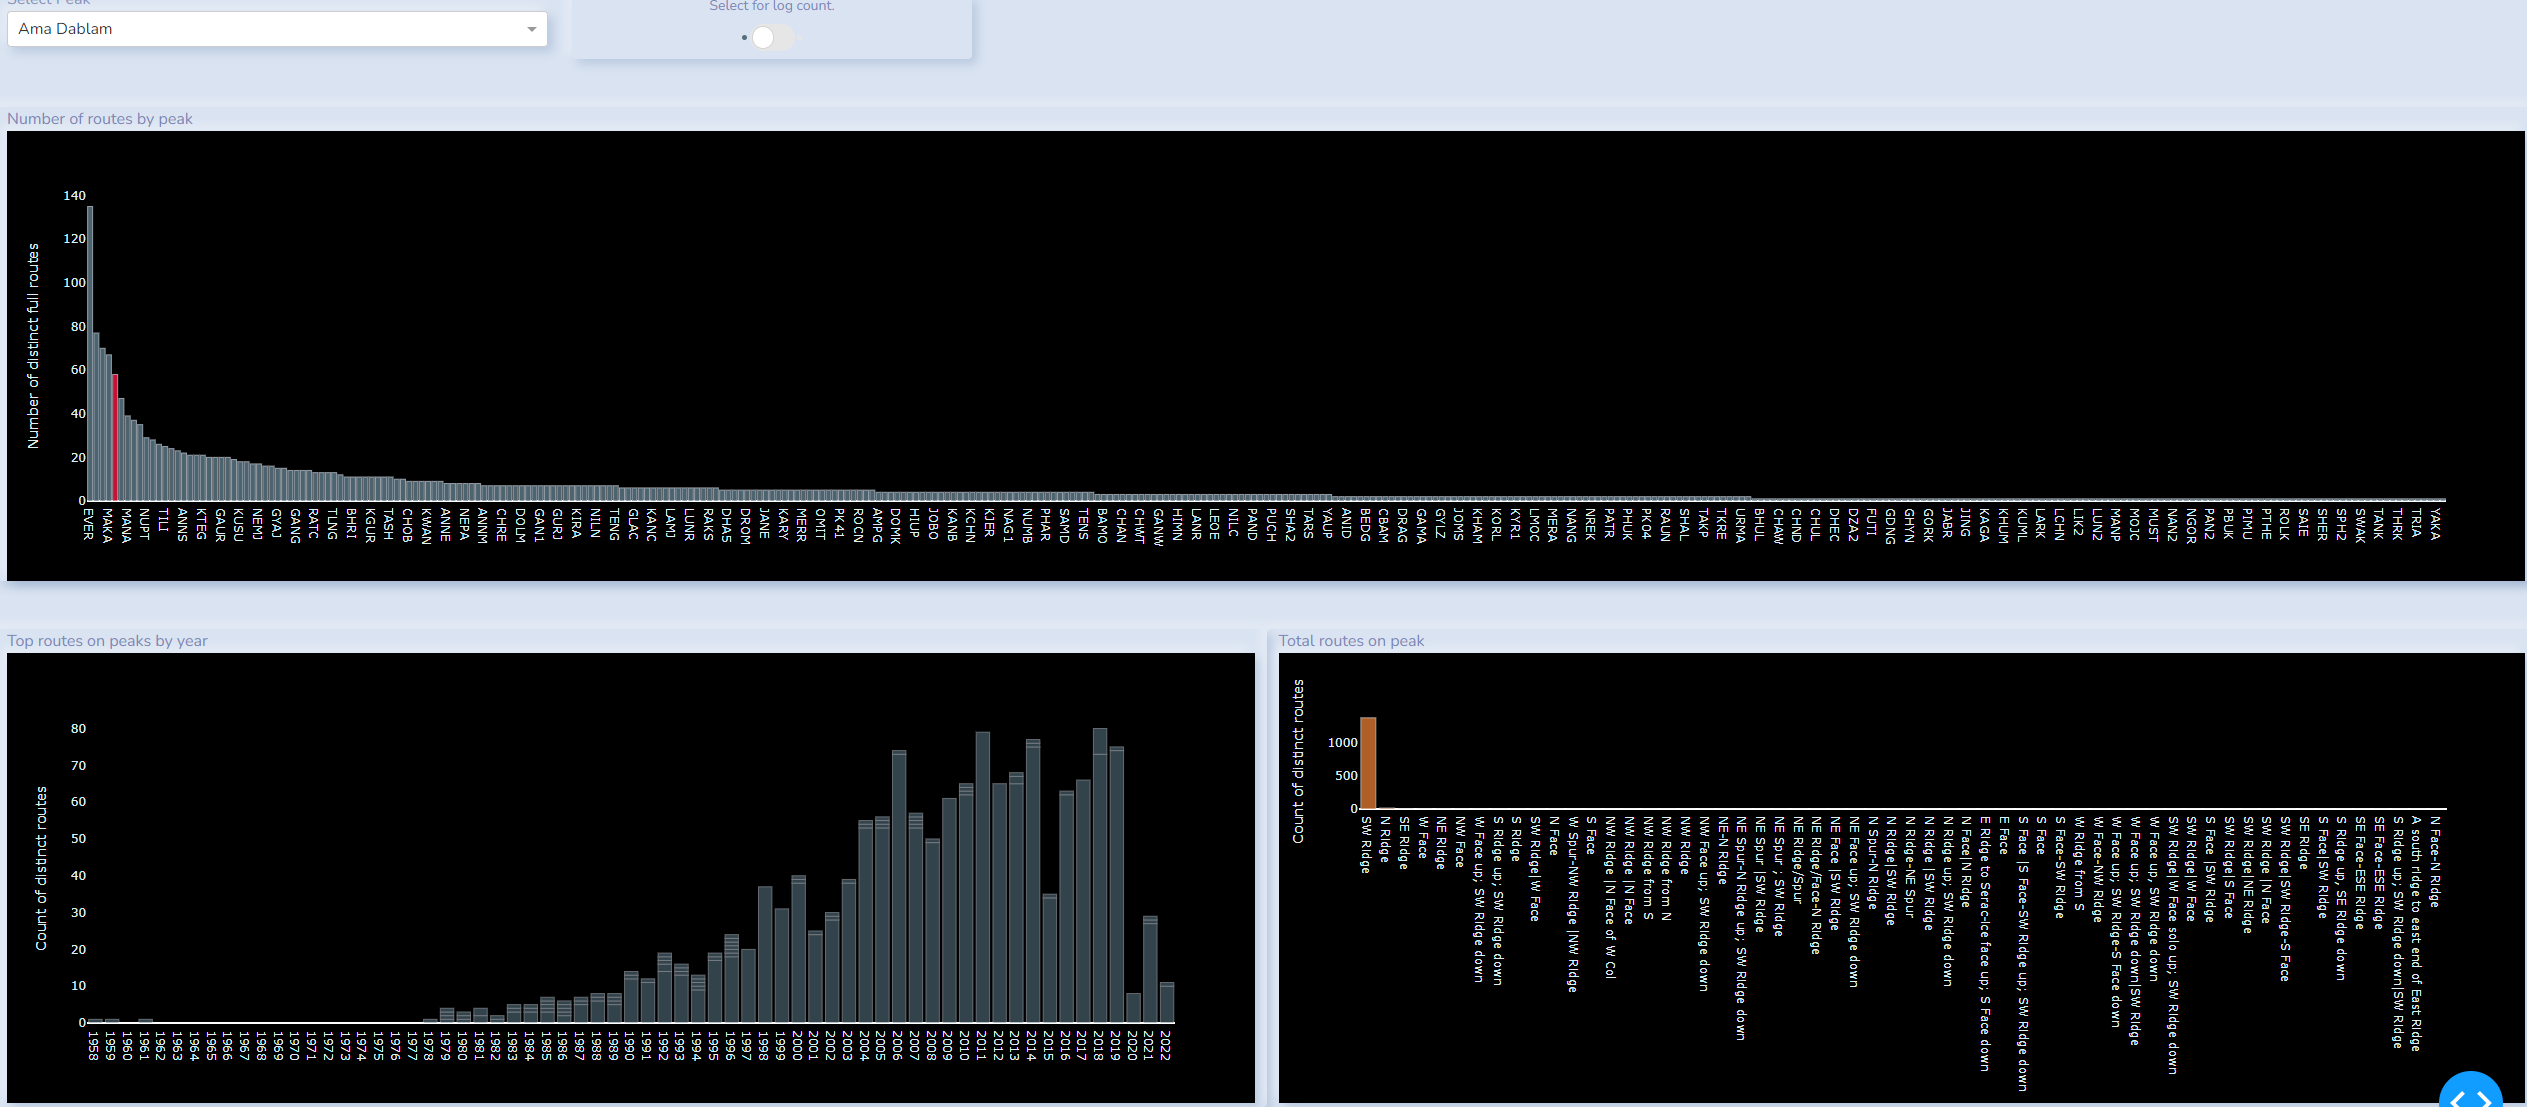 Select Peak
Ama Dablam
Select for log count.
Number of routes by peak
Number of distinct full routes
140
120
100
80
60
40
20
0
EVER MAKA MANA NUPT TILI ANNS KTEG GAUR KUSU NEMJ GYAJ GANG RATC TLNG BHRI KGUR TASH CHOB KWAN ANNE NEPA ANNM CHRE DOLM GAN1 GURJ KIRA NILN TENG GLAC KANC LAMJ LUNR RAKS DHA5 DROM JANE KARY MERR OMIT PK41 ROCN AMPG DOMK HIUP JOBO KANB KCHN KJER NAG1 NUMB PHAR SAMD TENS BAMO CHAN CHWT GANW HIMN LANR LEOE NILC PAND PUCH SHA2 TARS YAUP ANID BEDG CBAM DRAG GAMA GYLZ JOMS KHAM KORL KYR1 LMOC MERA NANG NREK PATR PHUK PK04 RAUN SHAL TAKP TKRE URMA BHUL CHAW CHND CHUL DHEC DZA2 FUTI GDNG GHYN GORK JABR JING KAGA KHUM KUML LARK LCHN LIK2 LUN2 MANP MOJC MUST NAN2 NGOR PAN2 PBUK PIMU PTHE ROLK SAIE SHER SPH2 SWAK TANK THRK TRIA YAKA
Top routes on peaks by year
Count of distinct routes
80
70
60
50
40
30
20
10
0
1958 1959 1960 1961 1962 1963 1964 1965 1966 1967 1968 1969 1970 1971 1972 1973 1974 1975 1976 1977 1978 1979 1980 1981 1982 1983 1984 1985 1986 1987 1988 1989 1990 1991 1992 1993 1994 1995 1996 1997 1998 1999 2000 2001 2002 2003 2004 2005 2006 2007 2008 2009 2010 2011 2012 2013 2014 2015 2016 2017 2018 2019 2020 2021 2022
Total routes on peak
Count of distinct routes
1000
500
0
SW Ridge
N Ridge
SE Ridge
W Face
NE Ridge
NW Face
W Face up; SW Ridge down
S Ridge up; SW Ridge down
S Ridge
SW Ridge|W Face
N Face
W Spur-NW Ridge |NW Ridge
S Face
NW Ridge |N Face of W Col
NW Ridge |N Face
NW Ridge from S
NW Ridge from N
NW Ridge
NW Face up; SW Ridge down
NE-N Ridge
NE Spur-N Ridge up; SW Ridge down
NE Spur |SW Ridge
NE Spur ; SW Ridge
NE Ridge/Spur
NE Ridge/Face-N Ridge
NE Face |SW Ridge
NE Face up; SW Ridge down
N Spur-N Ridge
N Ridge|SW Ridge
N Ridge-NE Spur
N Ridge |SW Ridge
N Ridge up; SW Ridge down
N Face|N Ridge
E Ridge to Serac-Ice face up; S Face down
E Face
S Face |S Face-SW Ridge up; SW Ridge down
S Face
S Face-SW Ridge
W Ridge from S
W Face-NW Ridge
W Face up; SW Ridge-S Face down
W Face up; SW Ridge down|SW Ridge
W Face up, SW Ridge down
SW Ridge|W Face solo up; SW Ridge down
SW Ridge|W Face
S Face |SW Ridge
SW Ridge|S Face
SW Ridge|NE Ridge
SW Ridge |N Face
SW Ridge|SW Ridge-S Face
SE Ridge
S Face|SW Ridge
S Ridge up, SE Ridge down
SE Face-ESE Ridge
SE Face-ESE Ridge
S Ridge up; SW Ridge down|SW Ridge
A south ridge to east end of East Ridge
N Face-N Ridge